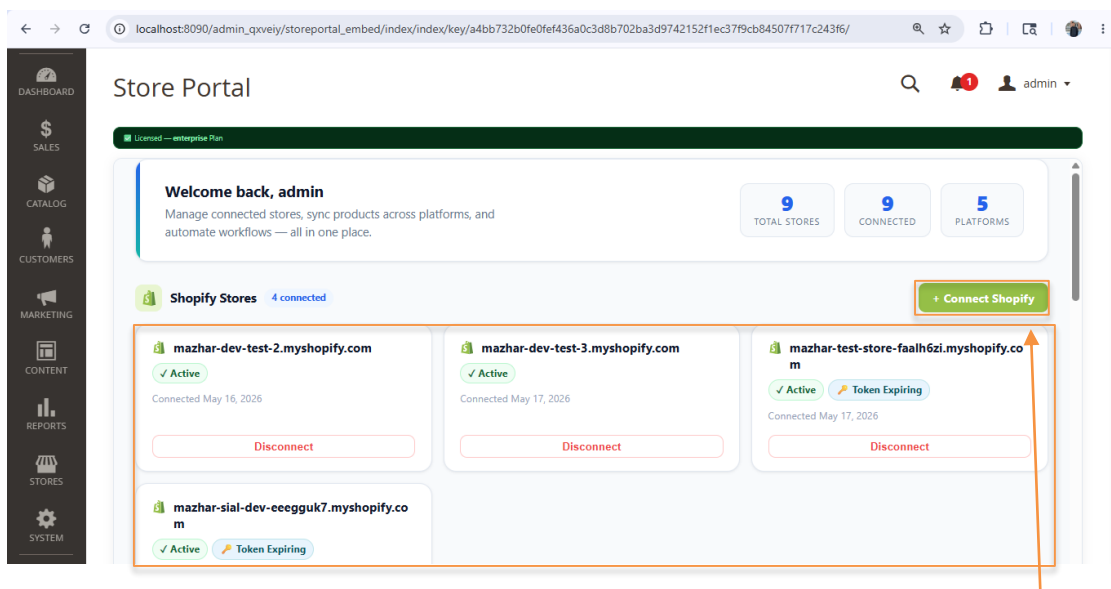 localhost:8090/admin_qxveiy/storeportal_embed/index/index/key/a4bb732b0fe0fef436a0c3d8b702ba3d9742152f1ec37f9cb84507f717c243f6/
DASHBOARD
SALES
CATALOG
CUSTOMERS
MARKETING
CONTENT
REPORTS
STORES
SYSTEM
Store Portal
1
admin
Licensed — enterprise Plan
Welcome back, admin
Manage connected stores, sync products across platforms, and
automate workflows — all in one place.
9
TOTAL STORES
9
CONNECTED
5
PLATFORMS
Shopify Stores 4 connected
+ Connect Shopify
mazhar-dev-test-2.myshopify.com
✓ Active
Connected May 16, 2026
Disconnect
mazhar-dev-test-3.myshopify.com
✓ Active
Connected May 17, 2026
Disconnect
mazhar-test-store-faalh6zi.myshopify.co
m
✓ Active Token Expiring
Connected May 17, 2026
Disconnect
mazhar-sial-dev-eeegguk7.myshopify.co
m
✓ Active Token Expiring